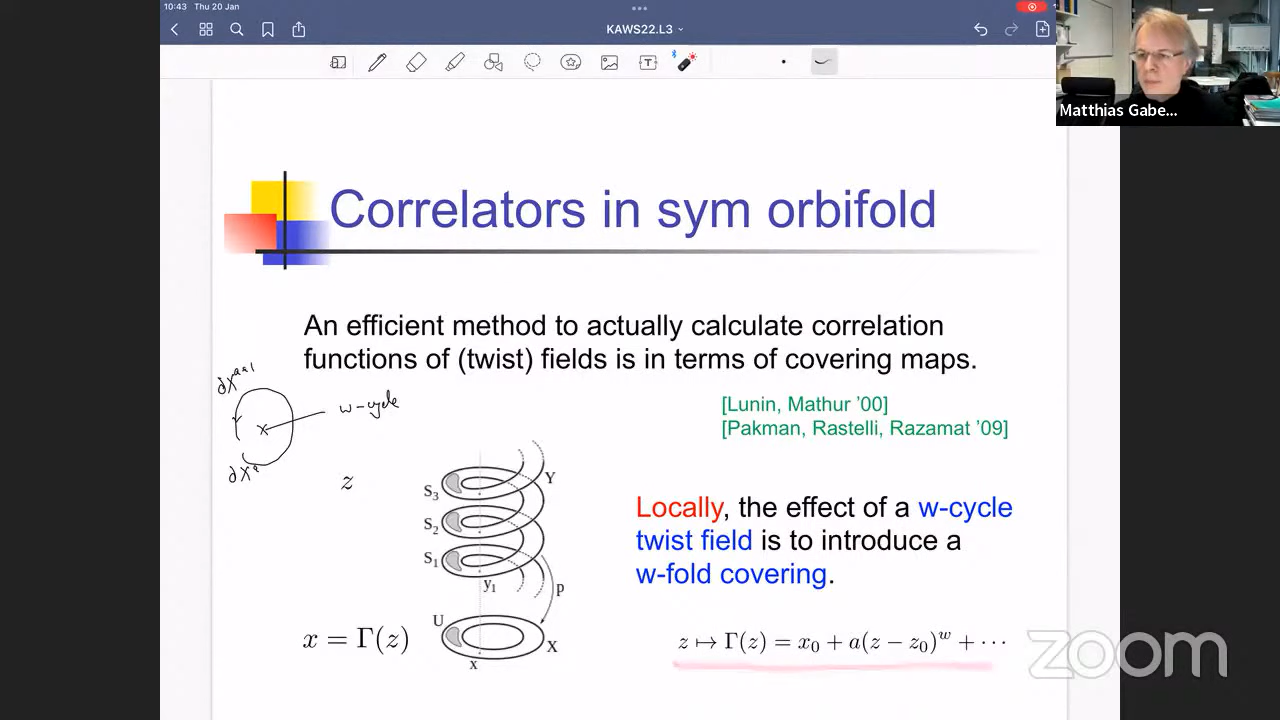 10:43 Thu 20 Jan
KAWS22.L3
Matthias Gabe...
Correlators in sym orbifold
An efficient method to actually calculate correlation
functions of (twist) fields is in terms of covering maps.
[Lunin, Mathur '00]
[Pakman, Rastelli, Razamat '09]
∂X^{a+1}
w-cycle
x
∂X^a
z
S₃
Y
S₂
S₁
y₁
p
U
X
x
x = Γ(z)
Locally, the effect of a w-cycle
twist field is to introduce a
w-fold covering.
z ↦ Γ(z) = x₀ + a(z − z₀)^w + ⋯
zoom